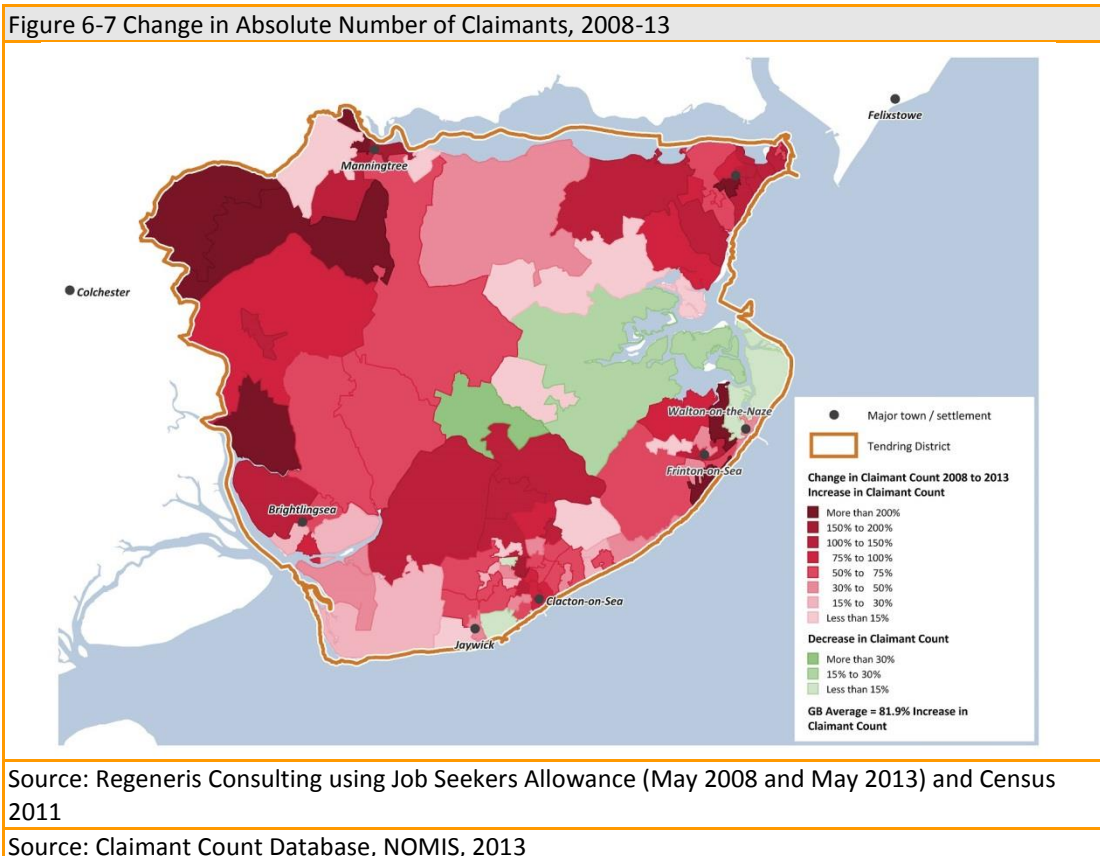 Figure 6-7 Change in Absolute Number of Claimants, 2008-13
Felixstowe
Manningtree
Colchester
Walton-on-the-Naze
Frinton-on-Sea
Brightlingsea
Clacton-on-Sea
Jaywick
Major town / settlement
Tendring District
Change in Claimant Count 2008 to 2013
Increase in Claimant Count
More than 200%
150% to 200%
100% to 150%
75% to 100%
50% to 75%
30% to 50%
15% to 30%
Less than 15%
Decrease in Claimant Count
More than 30%
15% to 30%
Less than 15%
GB Average = 81.9% Increase in
Claimant Count
Source: Regeneris Consulting using Job Seekers Allowance (May 2008 and May 2013) and Census
2011
Source: Claimant Count Database, NOMIS, 2013